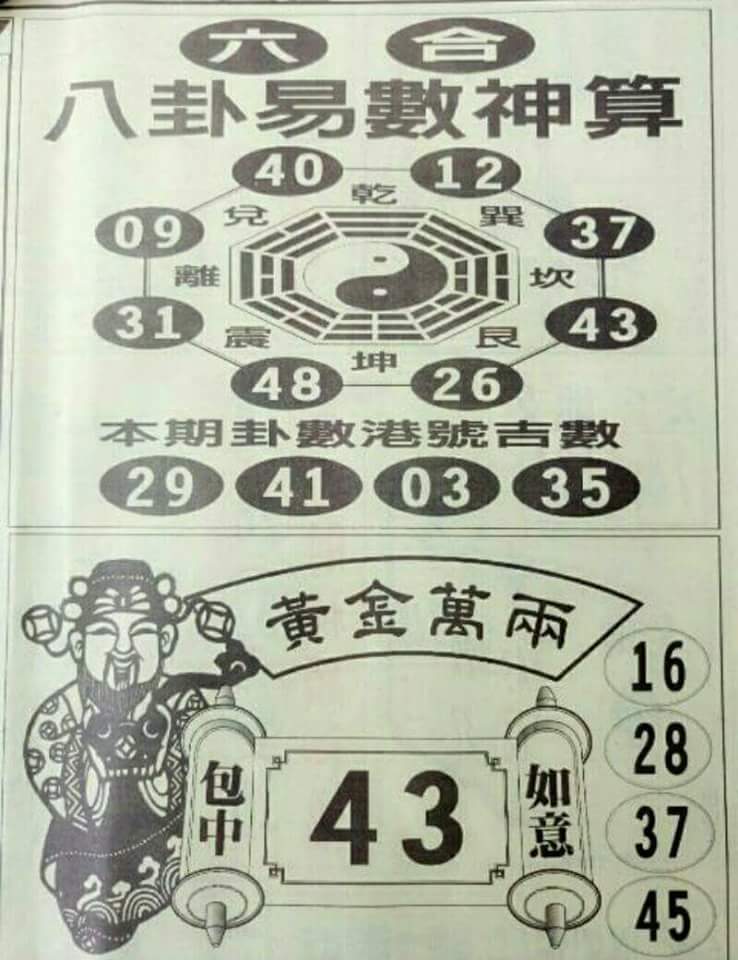 六 合
八卦易數神算
40 12
乾
兌 巽
09 37
離 坎
31 43
震 艮
坤
48 26
本期卦數港號吉數
29 41 03 35
黃金萬兩
16
28
37
45
包中 43 如意